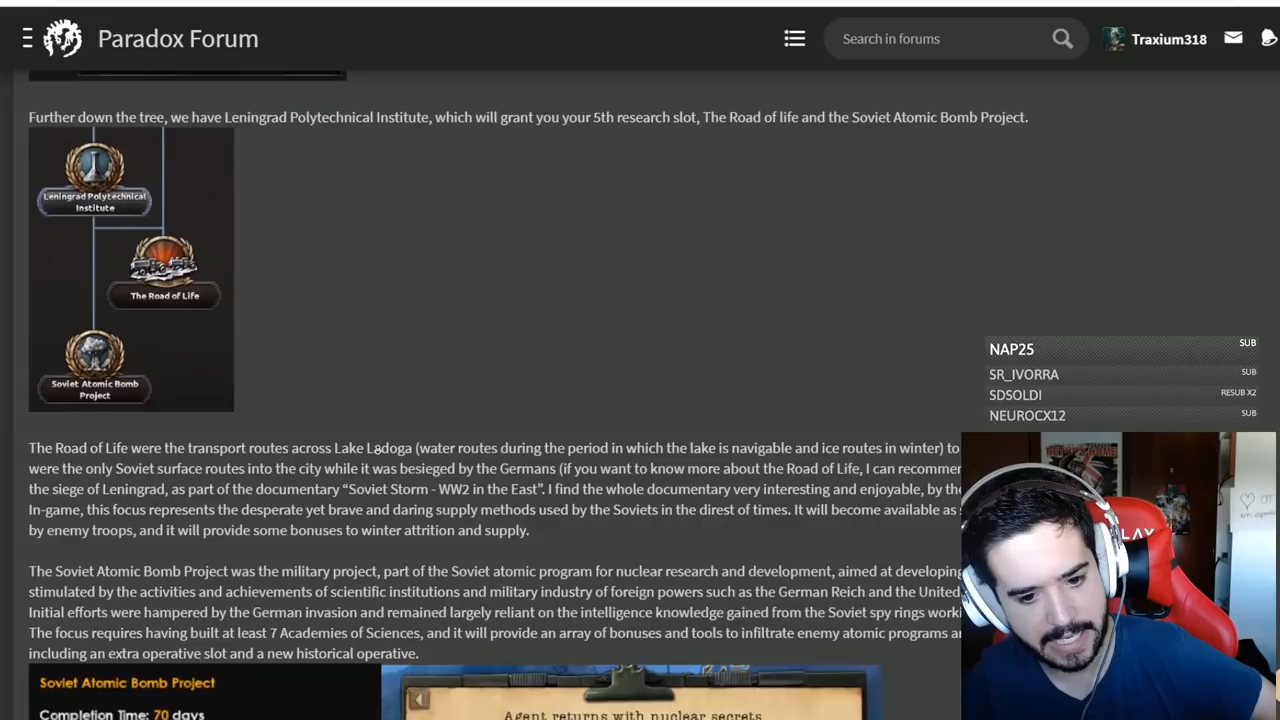 Paradox Forum
Search in forums
Traxium318
Further down the tree, we have Leningrad Polytechnical Institute, which will grant you your 5th research slot, The Road of life and the Soviet Atomic Bomb Project.
Leningrad Polytechnical
Institute
The Road of Life
Soviet Atomic Bomb
Project
NAP25 SUB
SR_IVORRA SUB
SDSOLDI RESUB X2
NEUROCX12 SUB
The Road of Life were the transport routes across Lake Ladoga (water routes during the period in which the lake is navigable and ice routes in winter) to
were the only Soviet surface routes into the city while it was besieged by the Germans (if you want to know more about the Road of Life, I can recommen
the siege of Leningrad, as part of the documentary “Soviet Storm - WW2 in the East”. I find the whole documentary very interesting and enjoyable, by the
In-game, this focus represents the desperate yet brave and daring supply methods used by the Soviets in the direst of times. It will become available as
by enemy troops, and it will provide some bonuses to winter attrition and supply.
The Soviet Atomic Bomb Project was the military project, part of the Soviet atomic program for nuclear research and development, aimed at developing
stimulated by the activities and achievements of scientific institutions and military industry of foreign powers such as the German Reich and the United
Initial efforts were hampered by the German invasion and remained largely reliant on the intelligence knowledge gained from the Soviet spy rings worki
The focus requires having built at least 7 Academies of Sciences, and it will provide an array of bonuses and tools to infiltrate enemy atomic programs a
including an extra operative slot and a new historical operative.
Soviet Atomic Bomb Project
Completion Time: 70 days
Agent returns with nuclear secrets